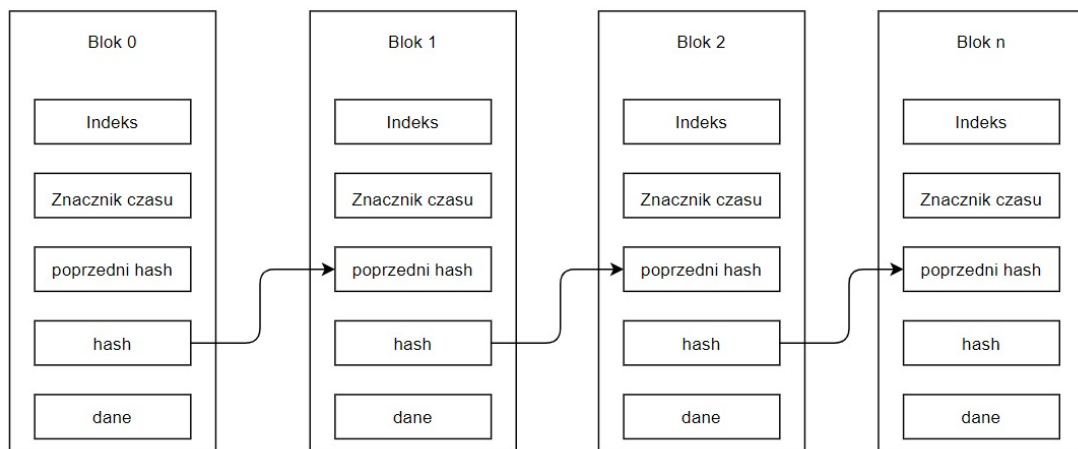 Blok 0
Indeks
Znacznik czasu
poprzedni hash
hash
dane
Blok 1
Indeks
Znacznik czasu
poprzedni hash
hash
dane
Blok 2
Indeks
Znacznik czasu
poprzedni hash
hash
dane
Blok n
Indeks
Znacznik czasu
poprzedni hash
hash
dane